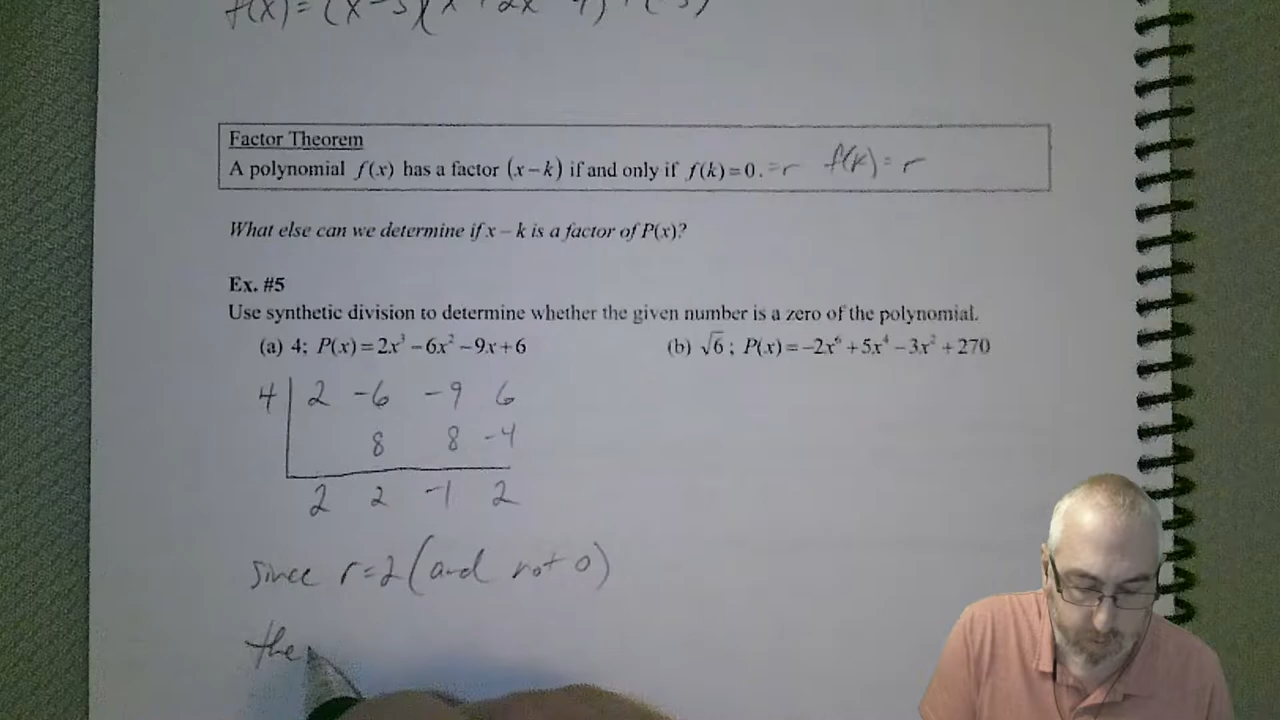 f(x) = (x-3)(x + 2x
Factor Theorem
A polynomial f(x) has a factor (x-k) if and only if f(k)=0. =r f(k)=r
What else can we determine if x – k is a factor of P(x)?
Ex. #5
Use synthetic division to determine whether the given number is a zero of the polynomial.
(a) 4; P(x)=2x³-6x²-9x+6 (b) √6; P(x)=-2x⁶+5x⁴-3x²+270
4 2 -6 -9 6
8 8 -4
2 2 -1 2
since r=2 (and not 0)
the